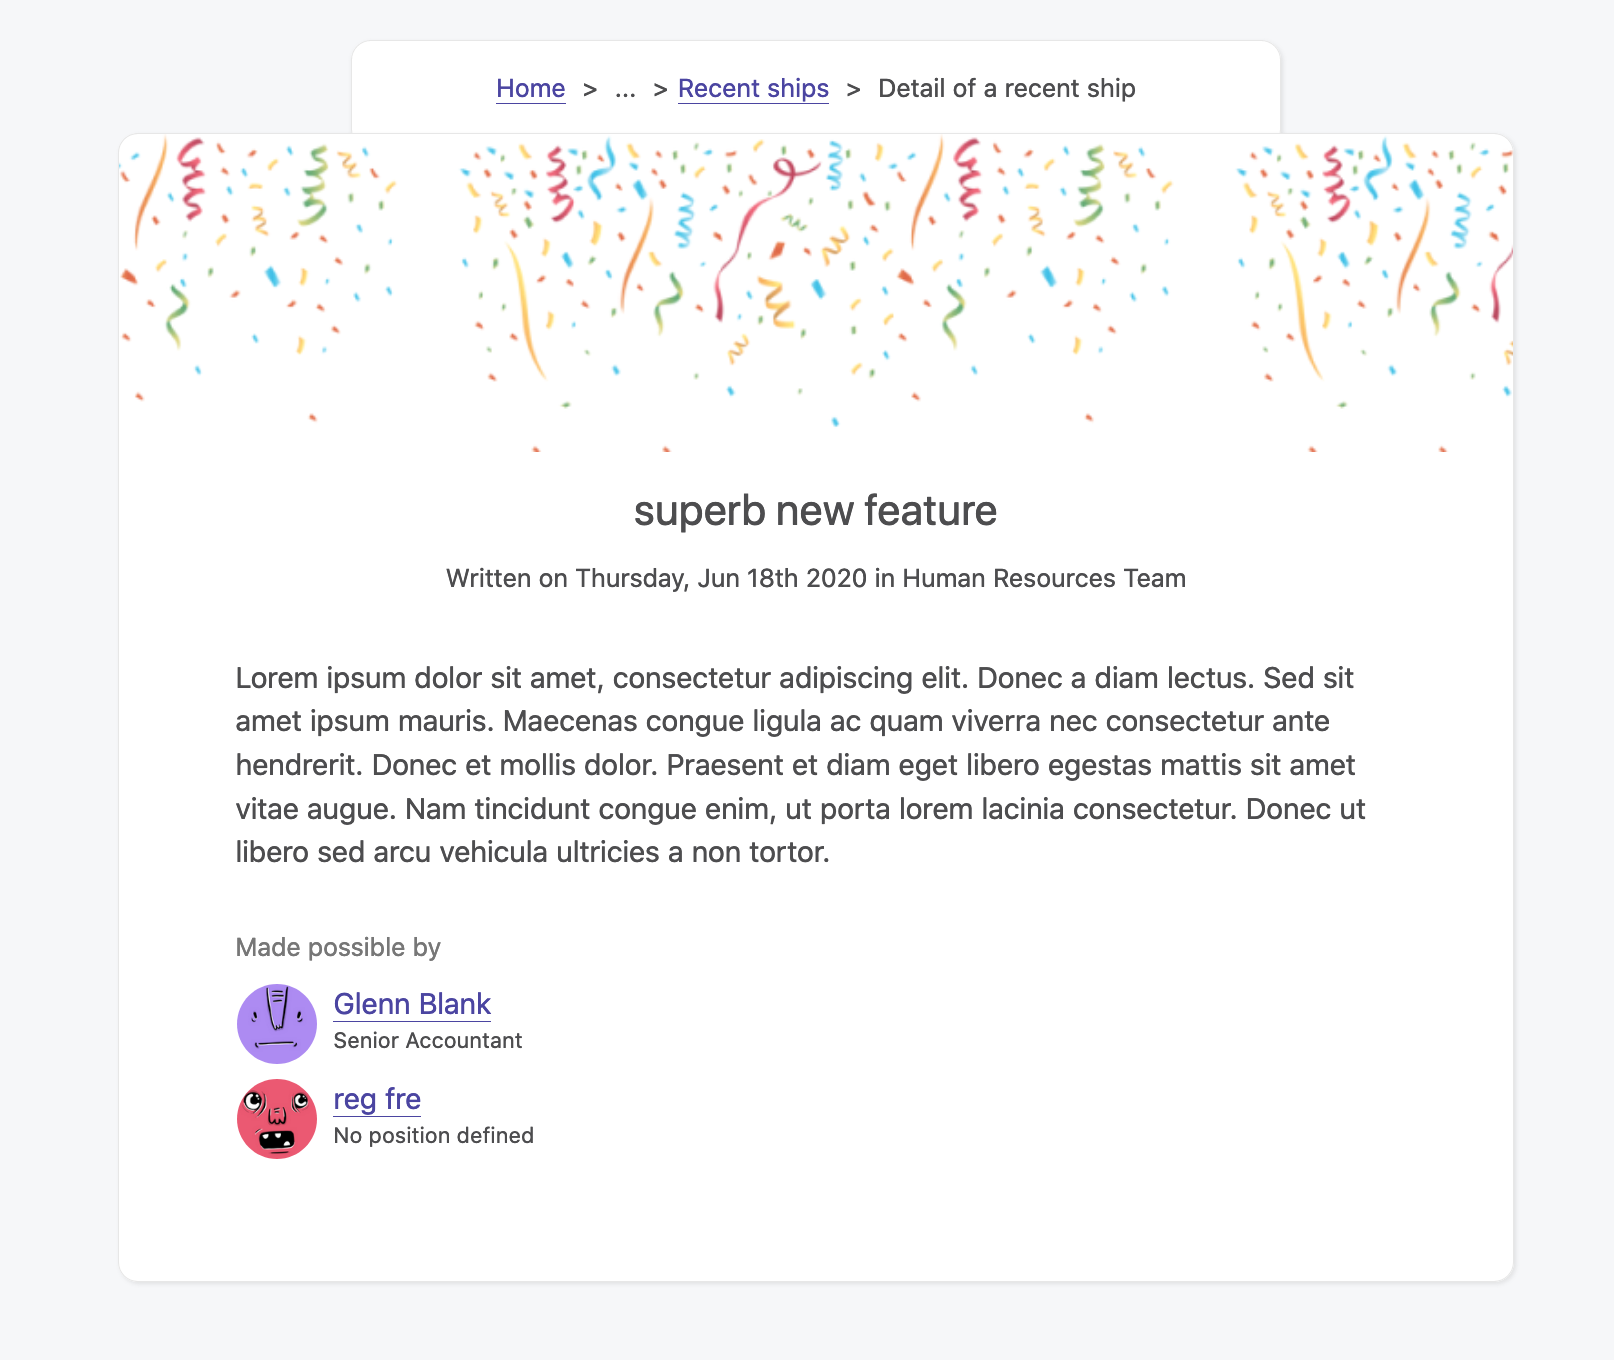 Home > ... > Recent ships > Detail of a recent ship
superb new feature
Written on Thursday, Jun 18th 2020 in Human Resources Team
Lorem ipsum dolor sit amet, consectetur adipiscing elit. Donec a diam lectus. Sed sit
amet ipsum mauris. Maecenas congue ligula ac quam viverra nec consectetur ante
hendrerit. Donec et mollis dolor. Praesent et diam eget libero egestas mattis sit amet
vitae augue. Nam tincidunt congue enim, ut porta lorem lacinia consectetur. Donec ut
libero sed arcu vehicula ultricies a non tortor.
Made possible by
Glenn Blank
Senior Accountant
reg fre
No position defined